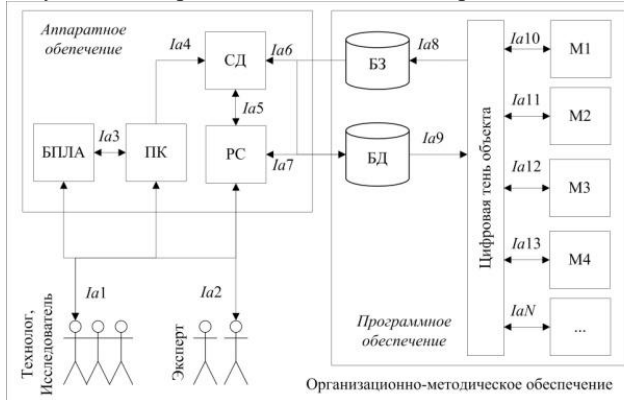 Аппаратное
обепечение
Ia4
Ia6
СД
БЗ
Ia8
Ia10
М1
Ia5
Ia11
М2
БПЛА
Ia3
ПК
РС
Ia7
БД
Ia9
Цифровая тень объекта
Ia12
М3
Ia13
М4
Ia1
Ia2
IaN
...
Технолог,
Исследователь
Эксперт
Программное
обеспечение
Организационно-методическое обеспечение